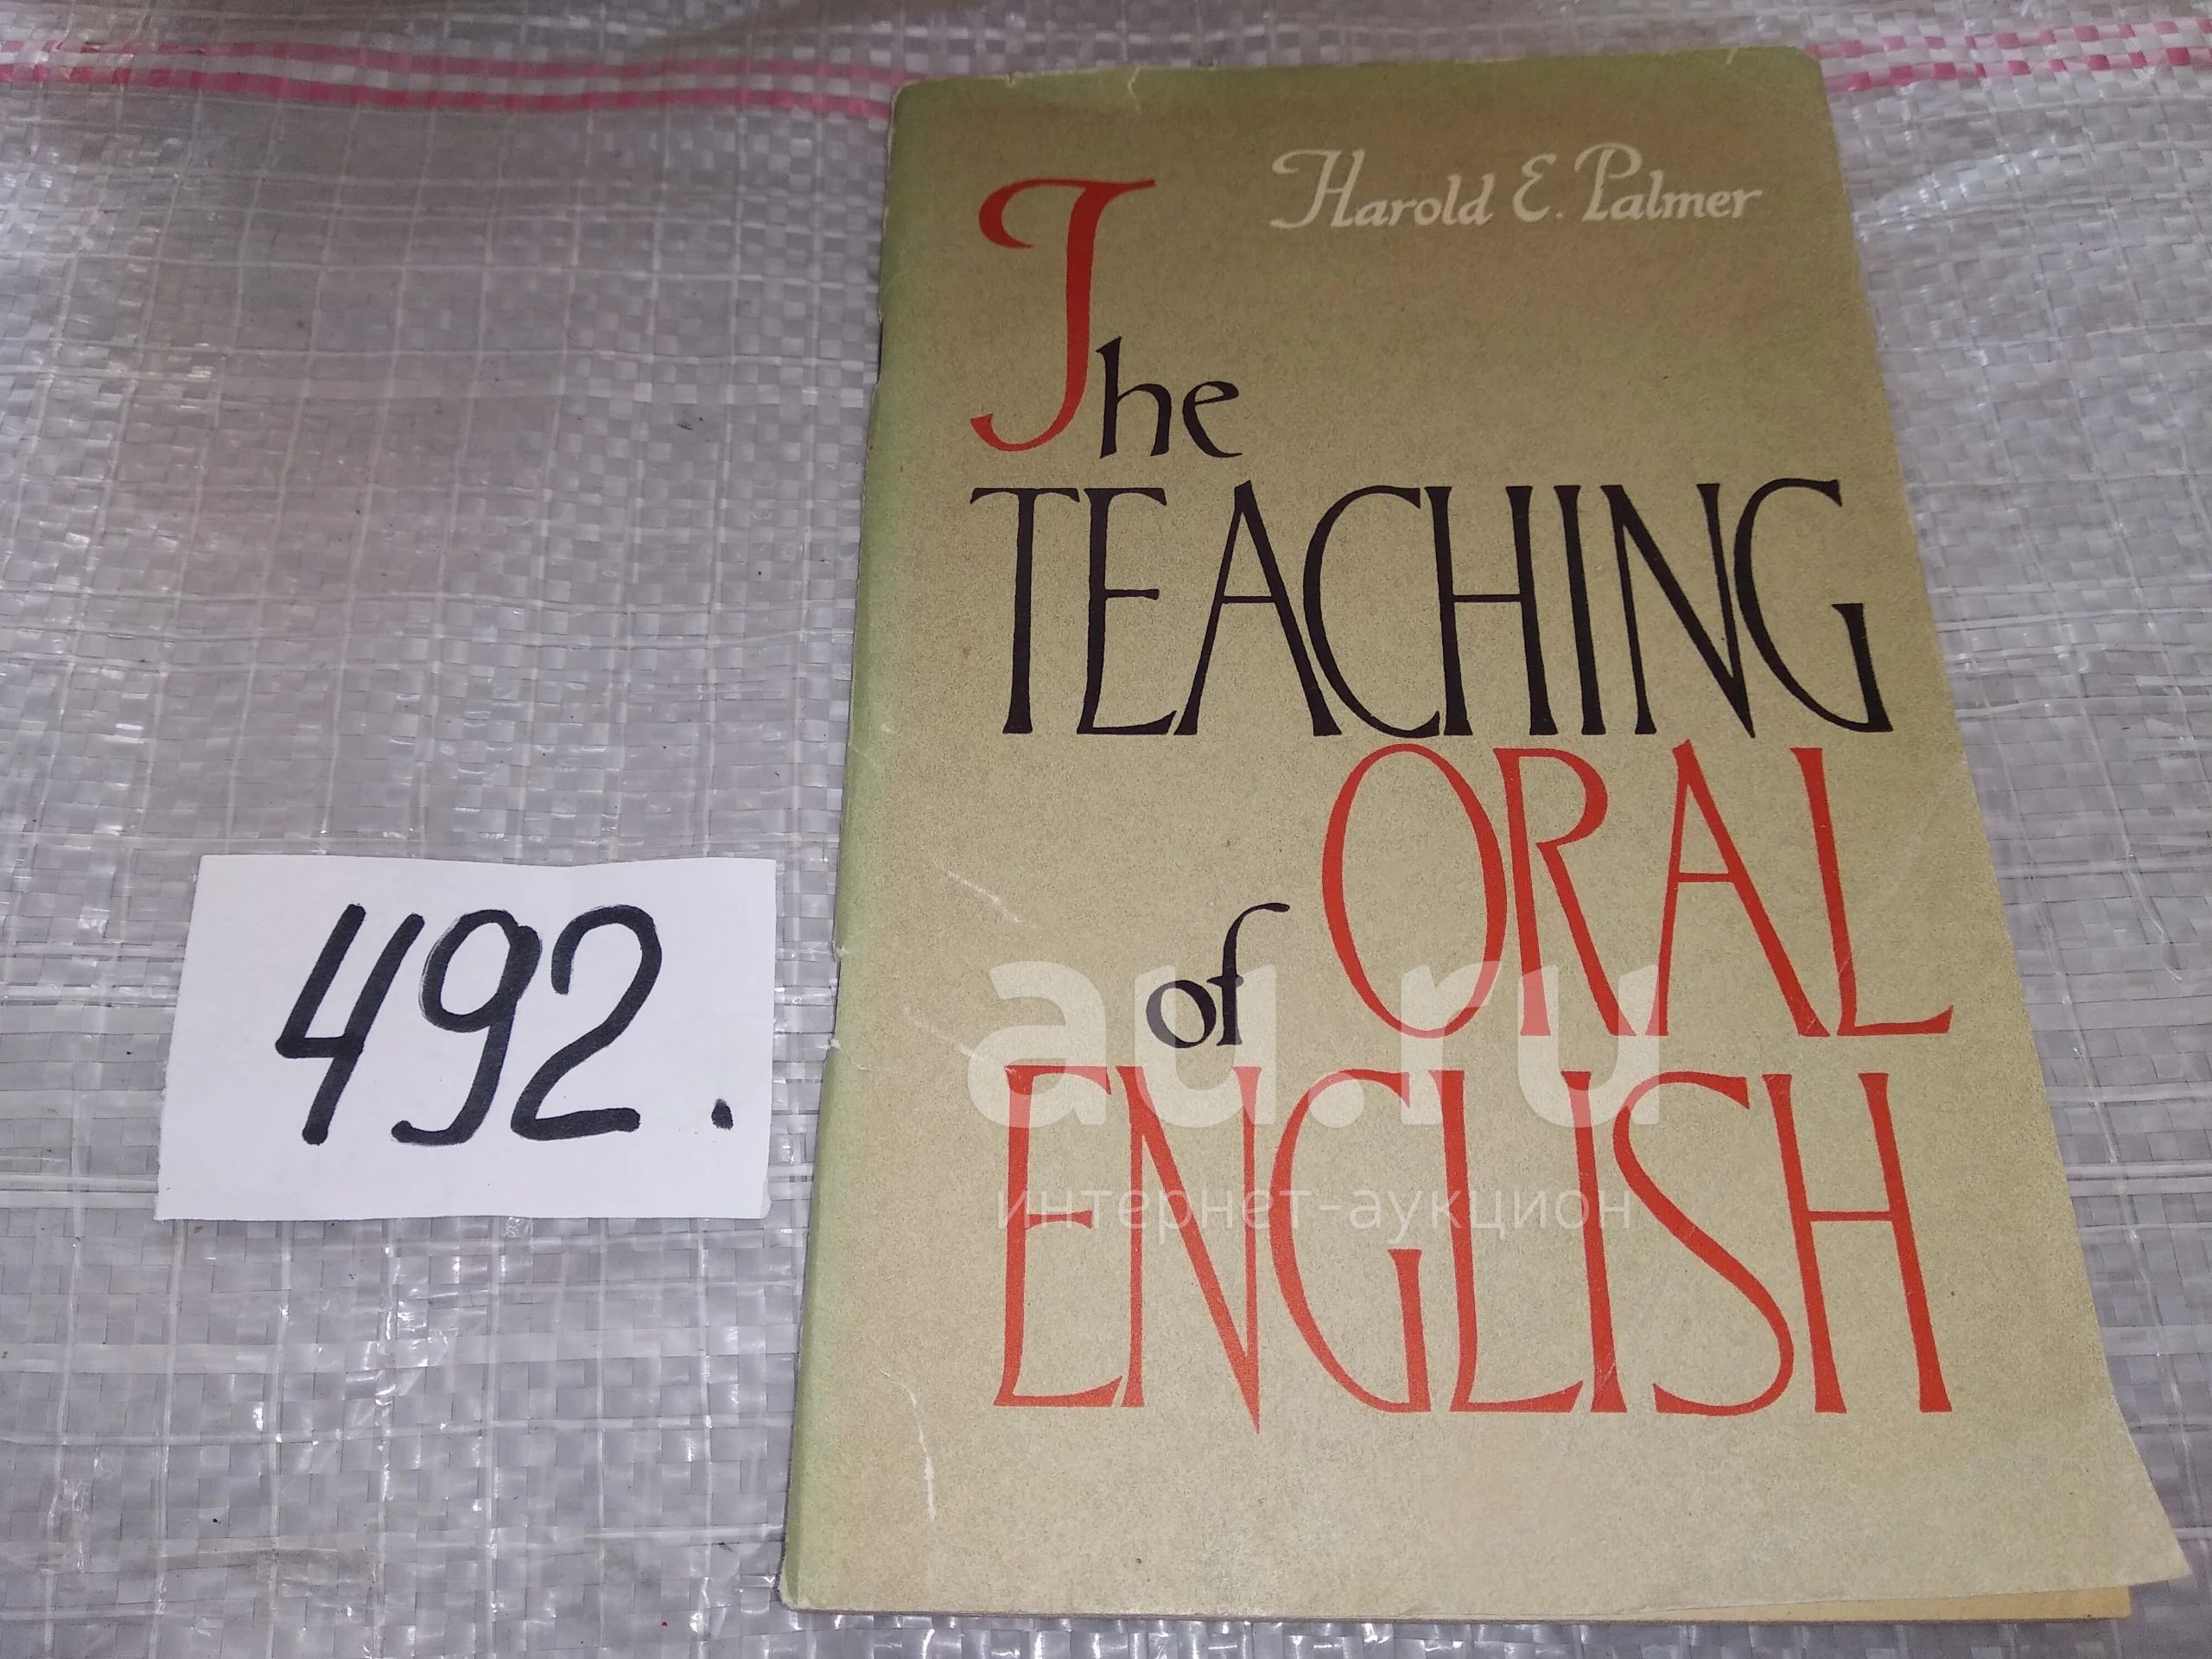 Harold E. Palmer
The
TEACHING
of ORAL
ENGLISH
492.
au.ru
интернет-аукцион